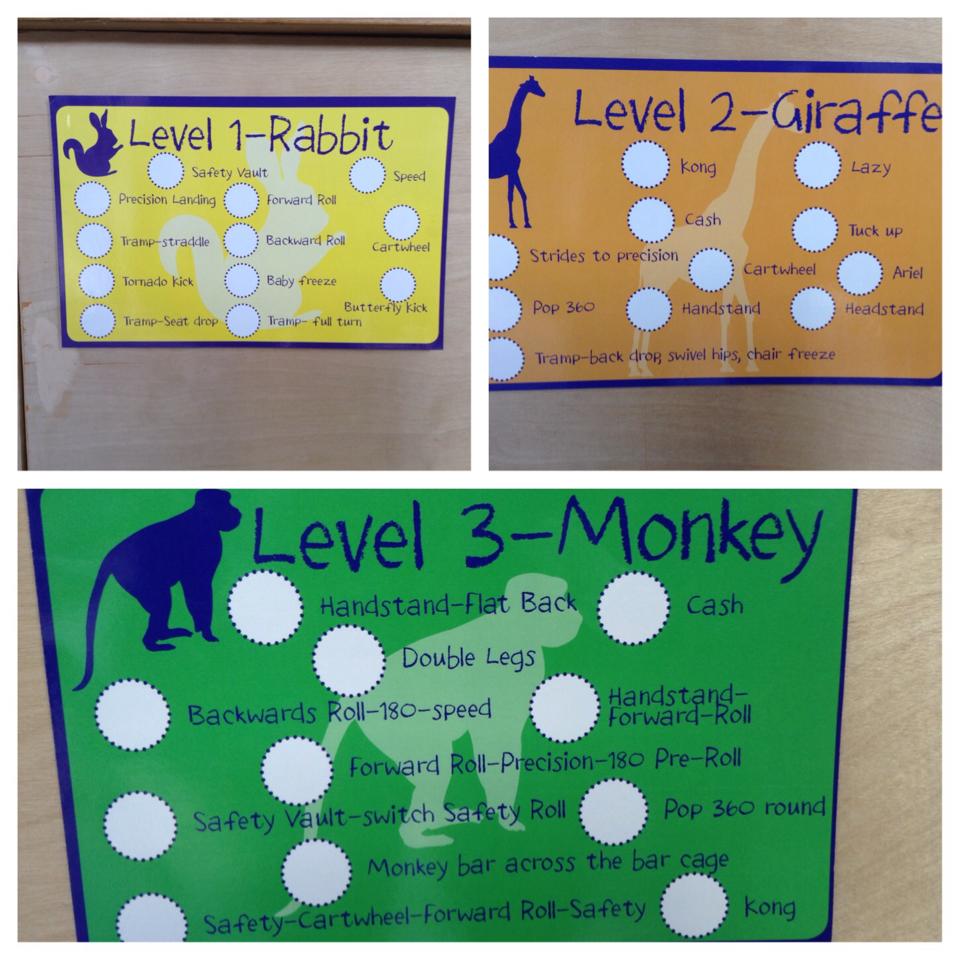 Level 1-Rabbit
Safety Vault
Speed
Precision Landing
Forward Roll
Cartwheel
Tramp-straddle
Backward Roll
Tornado Kick
Baby freeze
Butterfly Kick
Tramp-Seat drop
Tramp- full turn
Level 2-Giraffe
Kong
Lazy
Cash
Tuck up
Strides to precision
Cartwheel
Ariel
Pop 360
Handstand
Headstand
Tramp-back drop, swivel hips, chair freeze
Level 3-Monkey
Handstand-Flat Back
Cash
Double Legs
Backwards Roll-180-speed
Handstand-
Forward-Roll
Forward Roll-Precision-180 Pre-Roll
Safety Vault-switch Safety Roll
Pop 360 round
Monkey bar across the bar cage
Safety-Cartwheel-Forward Roll-Safety
Kong